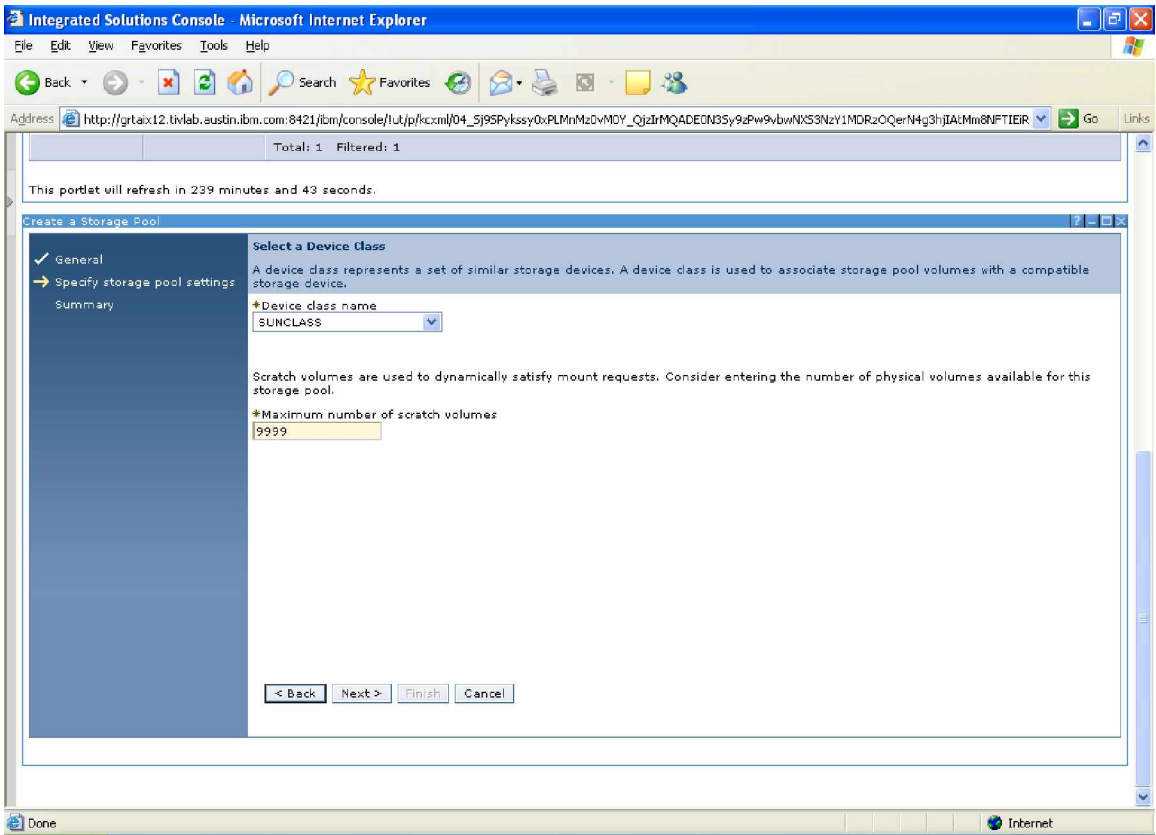 Integrated Solutions Console - Microsoft Internet Explorer
File Edit View Favorites Tools Help
Back Search Favorites
Address Go Links
Total: 1 Filtered: 1
This portlet will refresh in 239 minutes and 43 seconds.
Create a Storage Pool
General
Specify storage pool settings
Summary
Select a Device Class
A device class represents a set of similar storage devices. A device class is used to associate storage pool volumes with a compatible
storage device.
*Device class name
SUNCLASS
Scratch volumes are used to dynamically satisfy mount requests. Consider entering the number of physical volumes available for this
storage pool.
*Maximum number of scratch volumes
9999
< Back Next > Finish Cancel
Done Internet